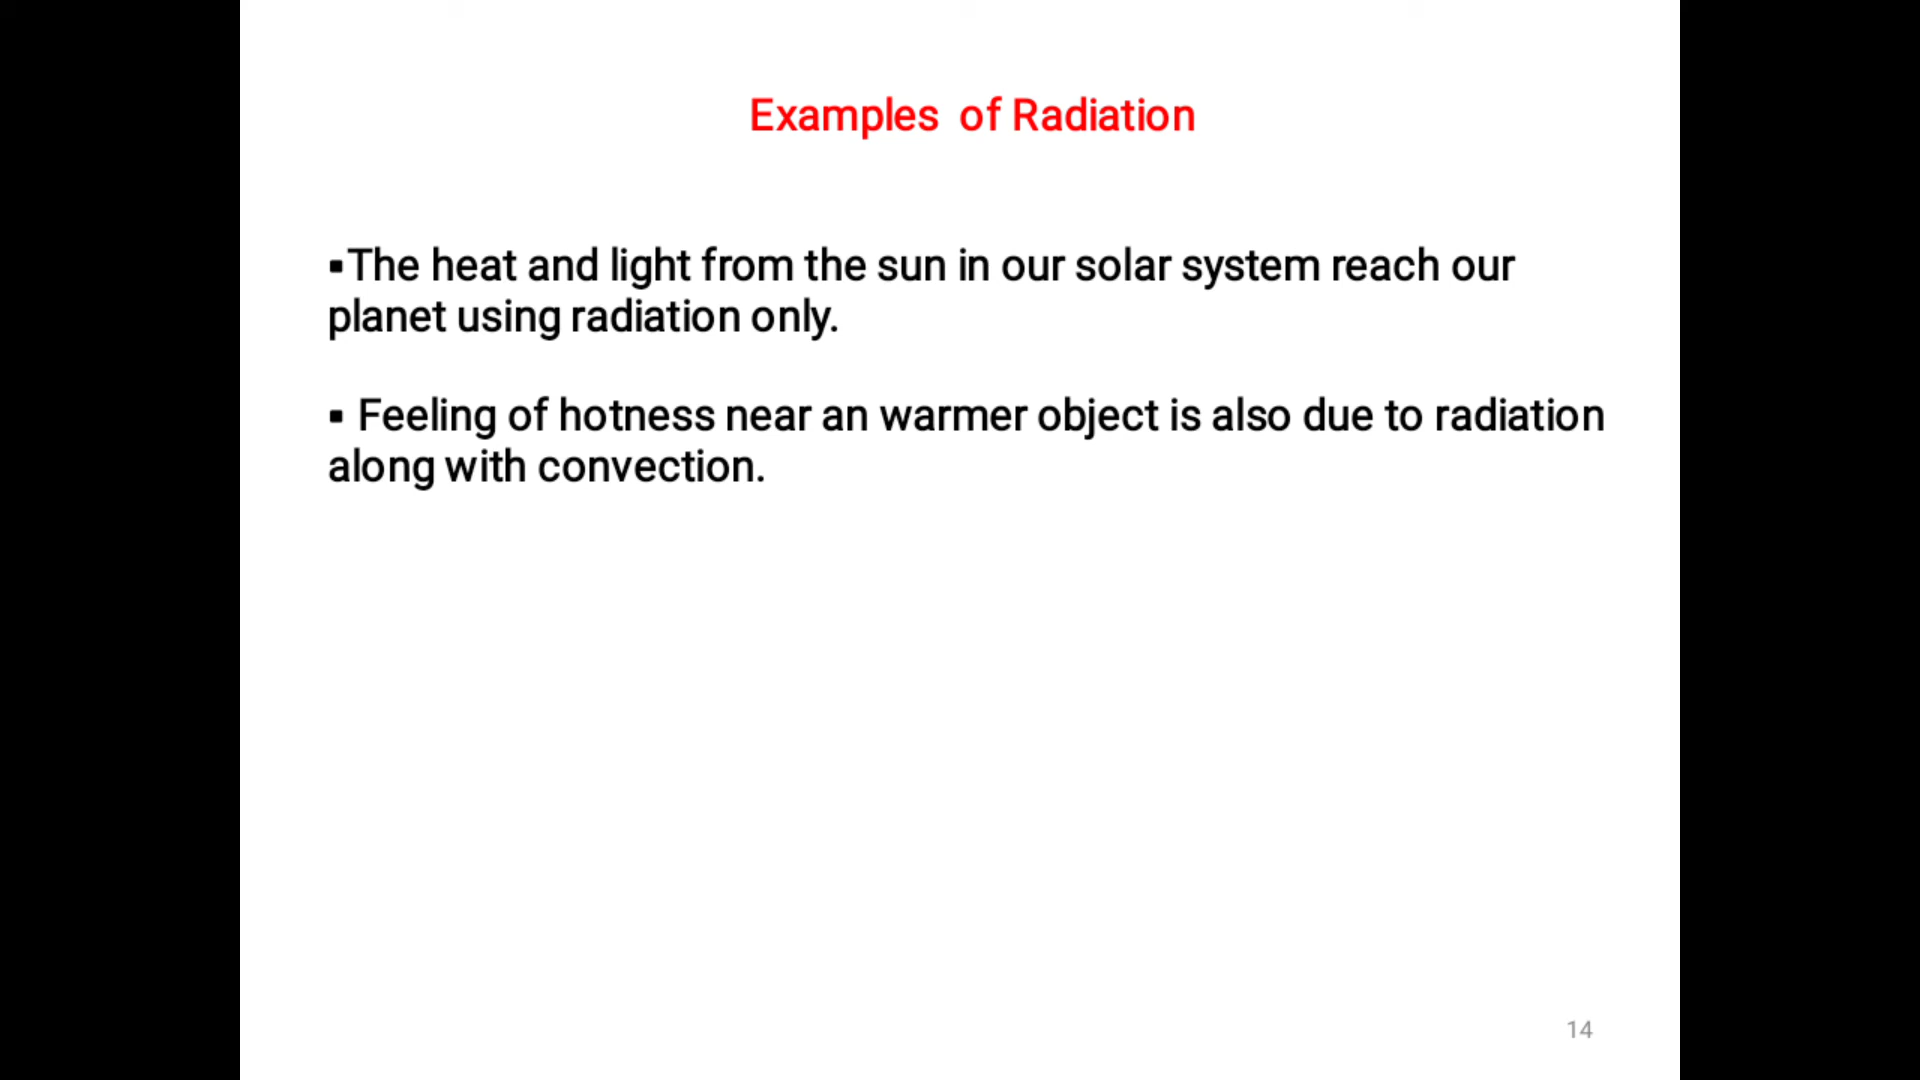 Examples  of Radiation
▪The heat and light from the sun in our solar system reach our
planet using radiation only.
▪ Feeling of hotness near an warmer object is also due to radiation
along with convection.
14